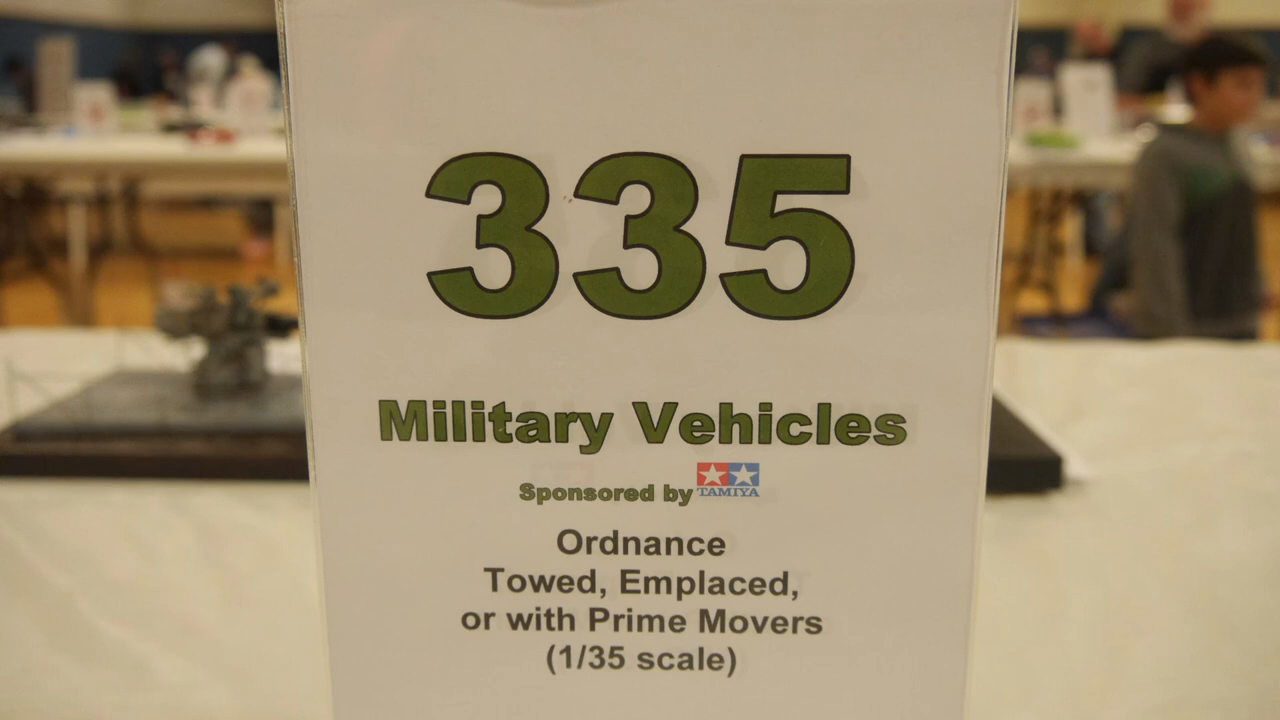 335
Military Vehicles
Sponsored by TAMIYA
Ordnance
Towed, Emplaced,
or with Prime Movers
(1/35 scale)